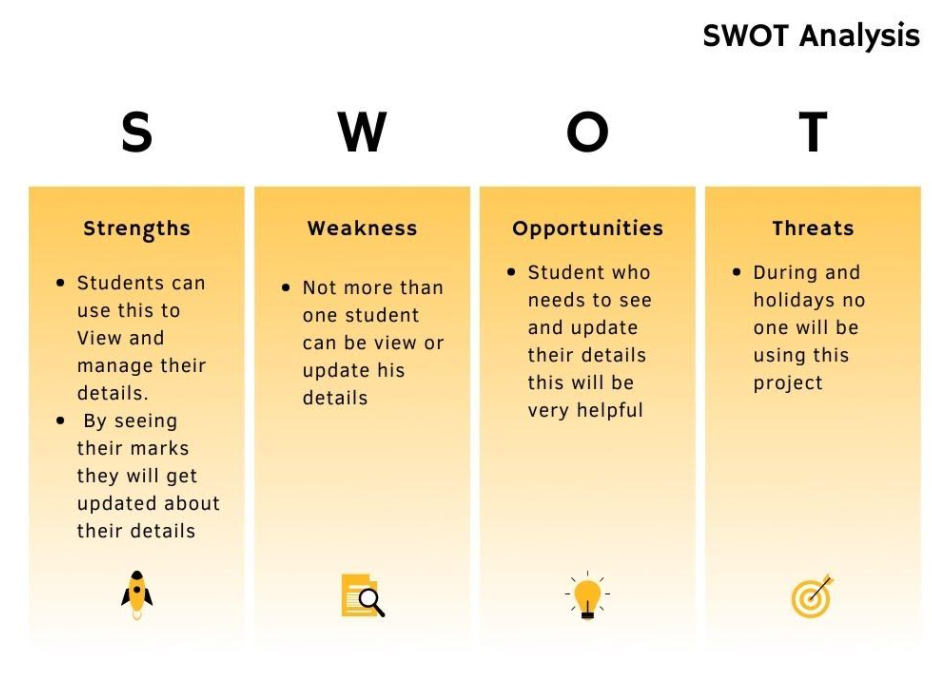 SWOT Analysis
S
W
O
T
Strengths
• Students can
use this to
View and
manage their
details.
• By seeing
their marks
they will get
updated about
their details
Weakness
• Not more than
one student
can be view or
update his
details
Opportunities
• Student who
needs to see
and update
their details
this will be
very helpful
Threats
• During and
holidays no
one will be
using this
project